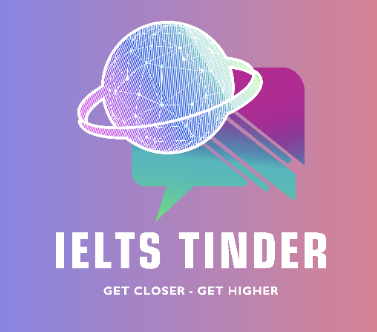 IELTS TINDER
GET CLOSER - GET HIGHER